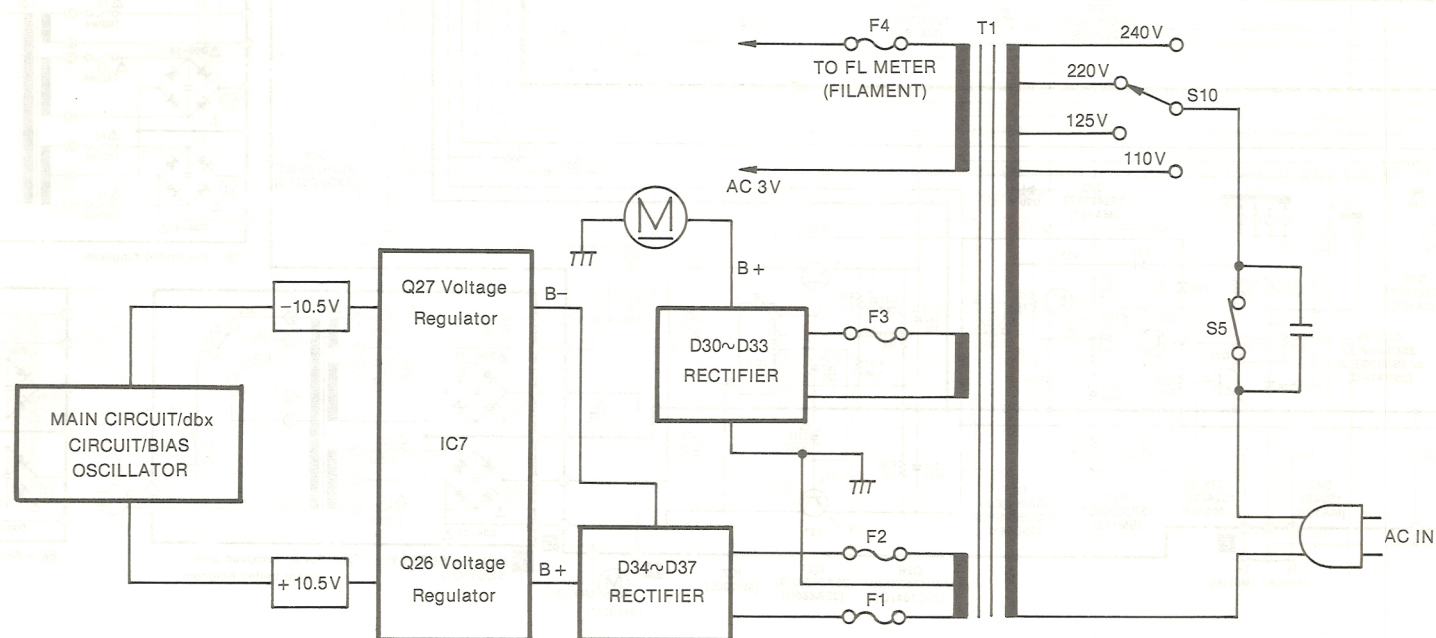 F4
T1
240V
TO FL METER
(FILAMENT)
220V
S10
125V
110V
AC 3V
M
B+
Q27 Voltage
Regulator
B−
−10.5V
F3
D30~D33
RECTIFIER
S5
MAIN CIRCUIT/dbx
CIRCUIT/BIAS
OSCILLATOR
IC7
F2
AC IN
Q26 Voltage
Regulator
B+
+10.5V
D34~D37
RECTIFIER
F1